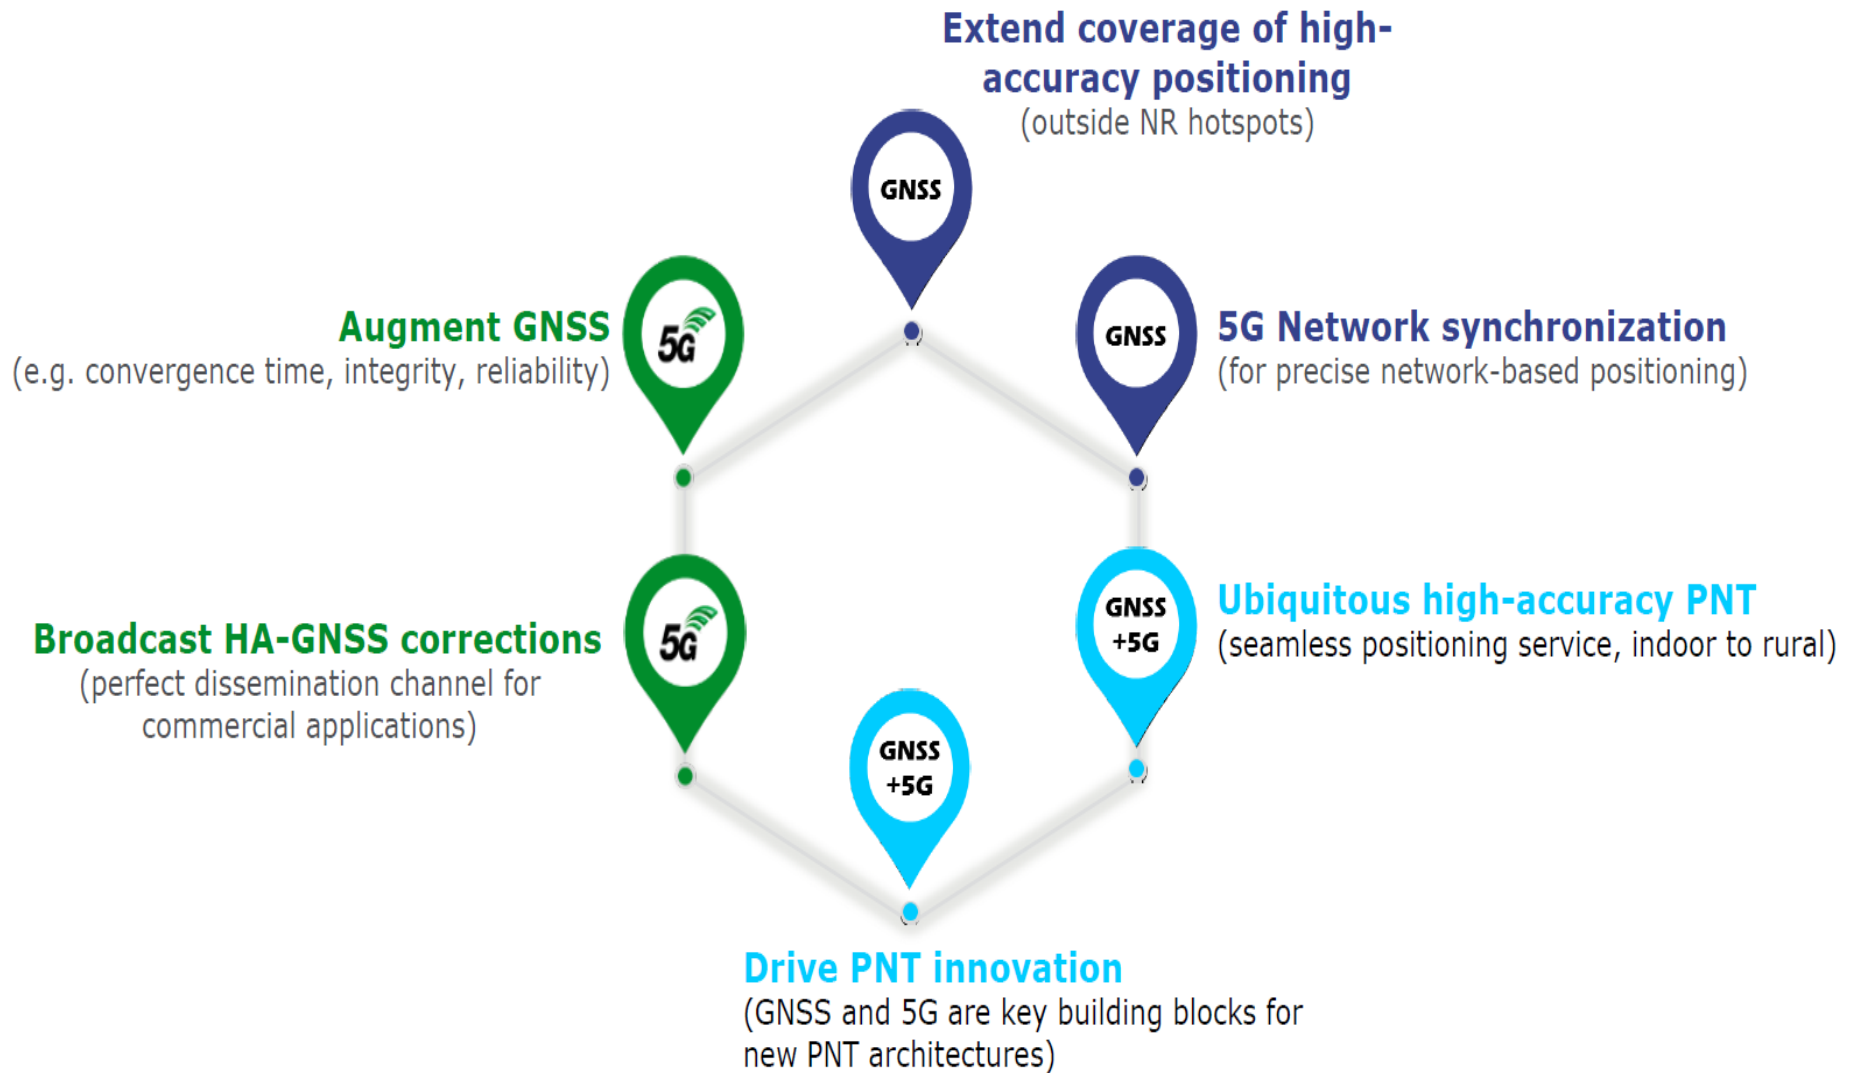 Extend coverage of high-
accuracy positioning
(outside NR hotspots)
GNSS
Augment GNSS
(e.g. convergence time, integrity, reliability)
5G
GNSS
5G Network synchronization
(for precise network-based positioning)
Broadcast HA-GNSS corrections
(perfect dissemination channel for
commercial applications)
5G
GNSS
+5G
Ubiquitous high-accuracy PNT
(seamless positioning service, indoor to rural)
GNSS
+5G
Drive PNT innovation
(GNSS and 5G are key building blocks for
new PNT architectures)